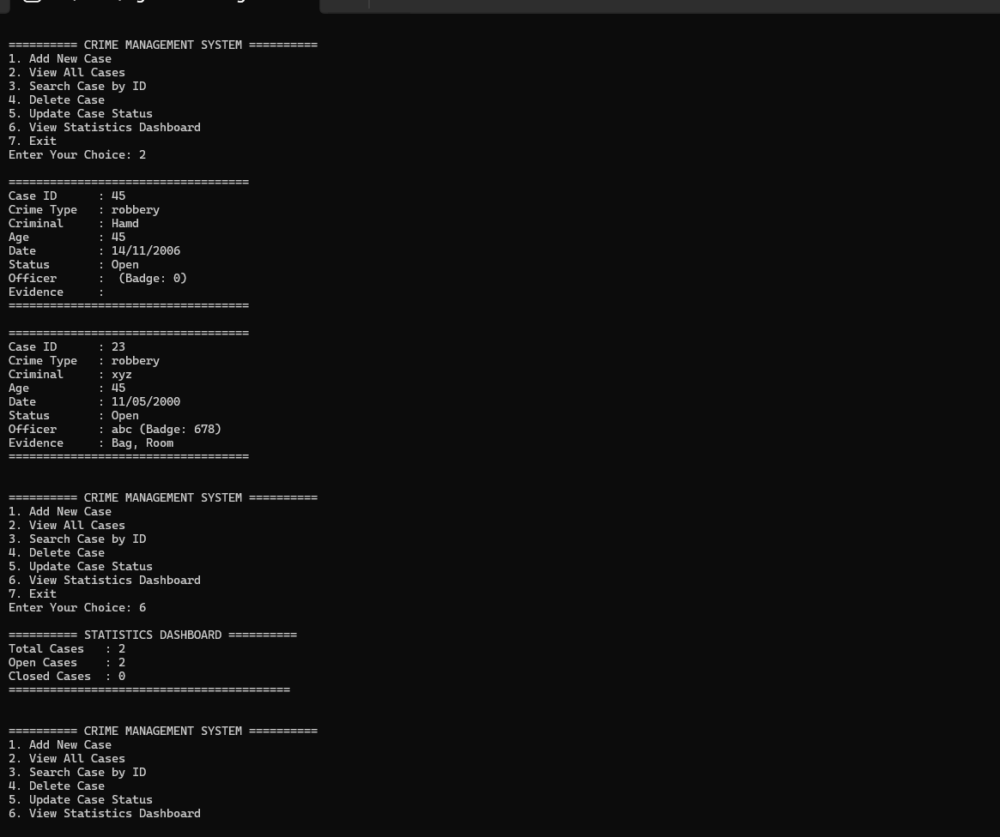 ========== CRIME MANAGEMENT SYSTEM ==========
1. Add New Case
2. View All Cases
3. Search Case by ID
4. Delete Case
5. Update Case Status
6. View Statistics Dashboard
7. Exit
Enter Your Choice: 2
===================================
Case ID      : 45
Crime Type   : robbery
Criminal     : Hamd
Age          : 45
Date         : 14/11/2006
Status       : Open
Officer      :  (Badge: 0)
Evidence     :
===================================
===================================
Case ID      : 23
Crime Type   : robbery
Criminal     : xyz
Age          : 45
Date         : 11/05/2000
Status       : Open
Officer      : abc (Badge: 678)
Evidence     : Bag, Room
===================================
========== CRIME MANAGEMENT SYSTEM ==========
1. Add New Case
2. View All Cases
3. Search Case by ID
4. Delete Case
5. Update Case Status
6. View Statistics Dashboard
7. Exit
Enter Your Choice: 6
========== STATISTICS DASHBOARD ==========
Total Cases   : 2
Open Cases    : 2
Closed Cases  : 0
=========================================
========== CRIME MANAGEMENT SYSTEM ==========
1. Add New Case
2. View All Cases
3. Search Case by ID
4. Delete Case
5. Update Case Status
6. View Statistics Dashboard